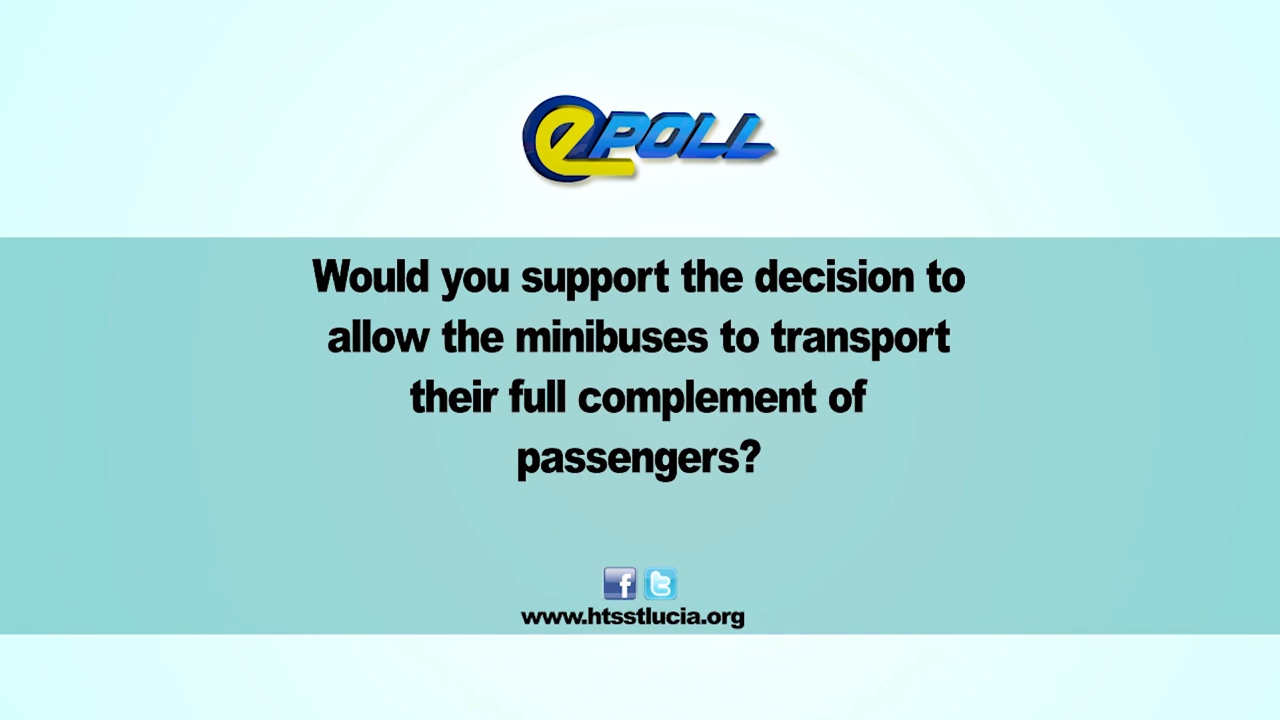 ePOLL
Would you support the decision to
allow the minibuses to transport
their full complement of
passengers?
f t
www.htsstlucia.org